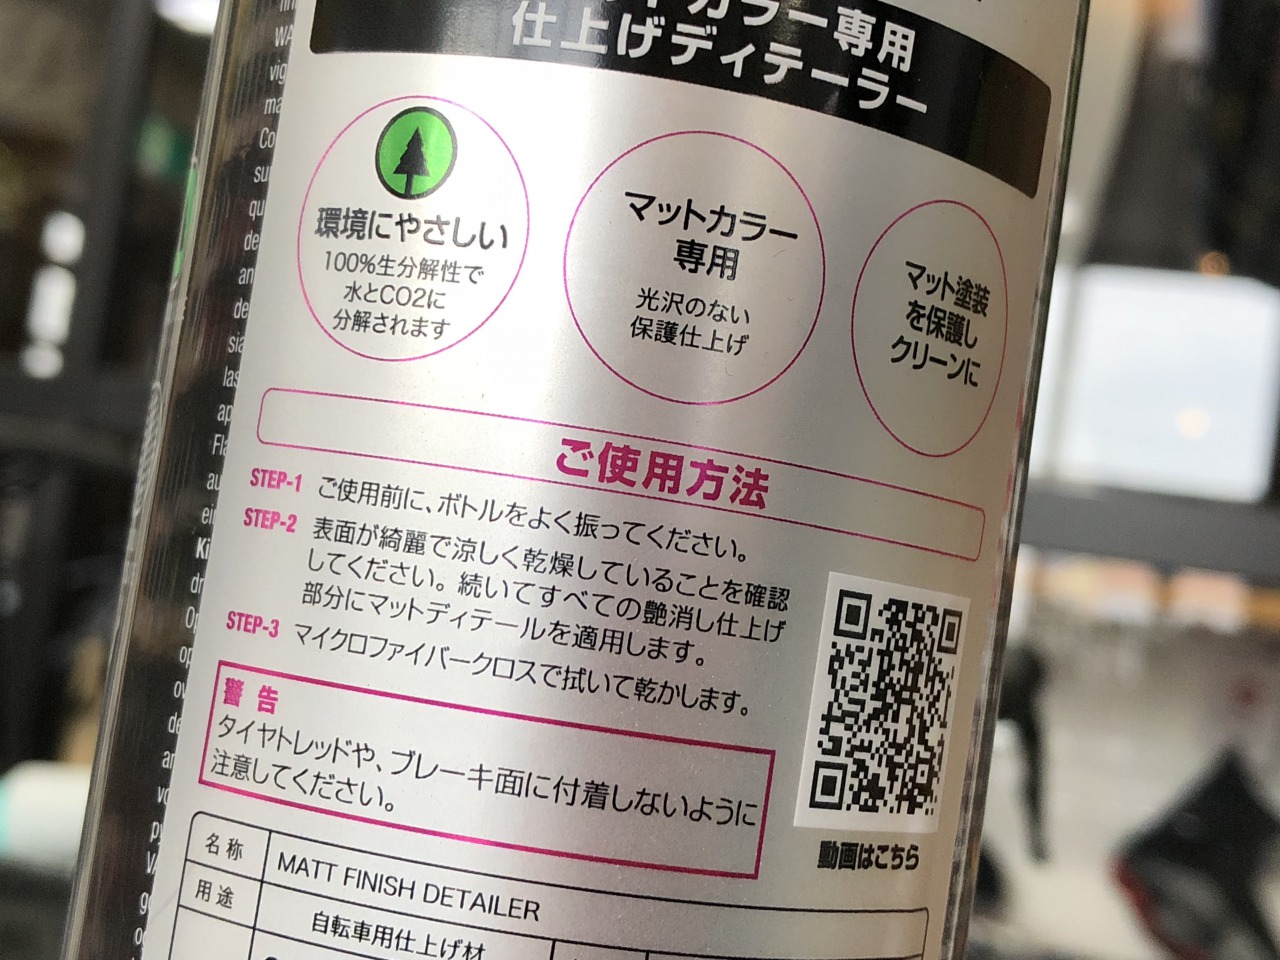 カラー専用
仕上げディテーラー
環境にやさしい
100%生分解性で
水とCO2に
分解されます
マットカラー
専用
光沢のない
保護仕上げ
マット塗装
を保護し
クリーンに
ご使用方法
STEP-1 ご使用前に、ボトルをよく振ってください。
STEP-2 表面が綺麗で涼しく乾燥していることを確認
してください。続いてすべての艶消し仕上げ
部分にマットディテールを適用します。
STEP-3 マイクロファイバークロスで拭いて乾かします。
警告
タイヤトレッドや、ブレーキ面に付着しないように
注意してください。
動画はこちら
名称 MATT FINISH DETAILER
用途 自転車用仕上げ材